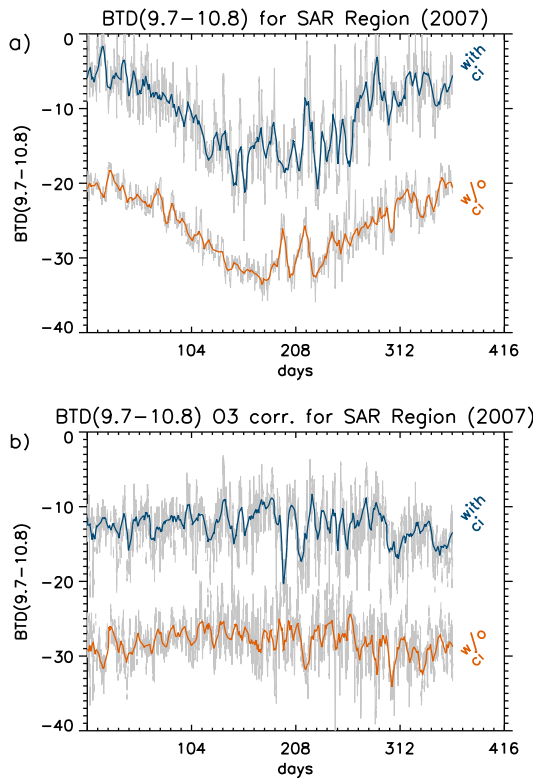 BTD(9.7−10.8) for SAR Region (2007)
a)
0
−10
−20
−30
−40
BTD(9.7−10.8)
with
ci
w/o
ci
104
208
312
416
days
BTD(9.7−10.8) O3 corr. for SAR Region (2007)
b)
0
−10
−20
−30
−40
BTD(9.7−10.8)
with
ci
w/o
ci
104
208
312
416
days